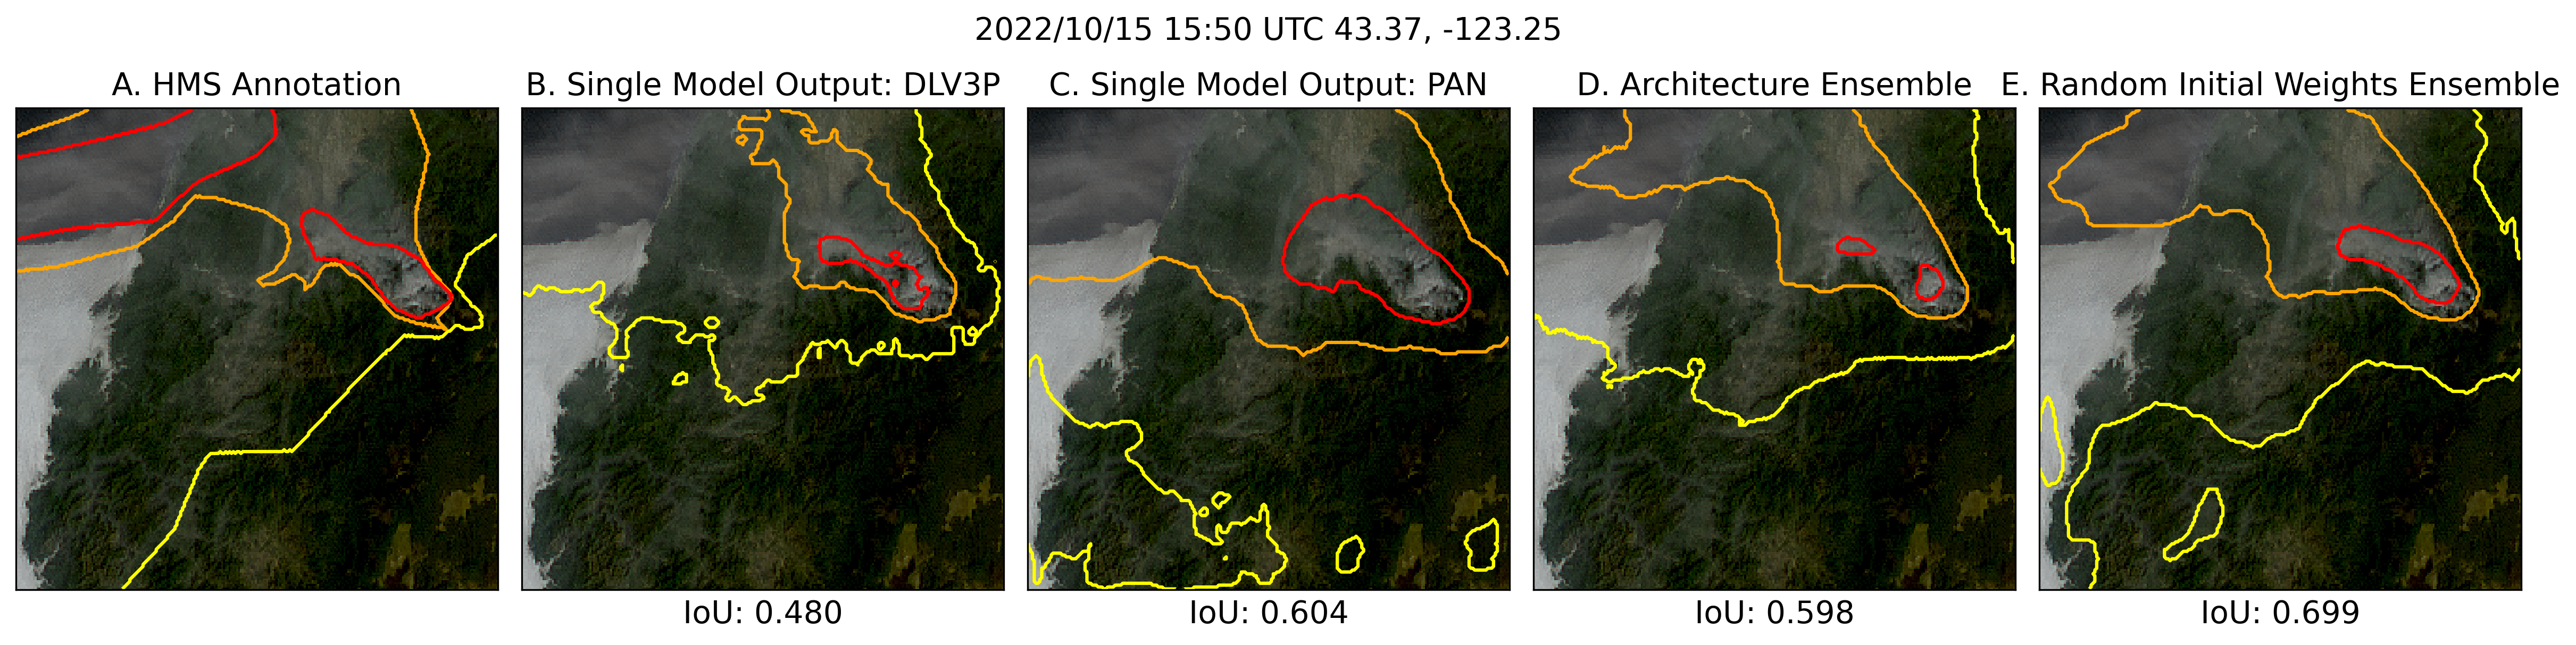 2022/10/15 15:50 UTC 43.37, -123.25
A. HMS Annotation
B. Single Model Output: DLV3P
C. Single Model Output: PAN
D. Architecture Ensemble
E. Random Initial Weights Ensemble
IoU: 0.480
IoU: 0.604
IoU: 0.598
IoU: 0.699